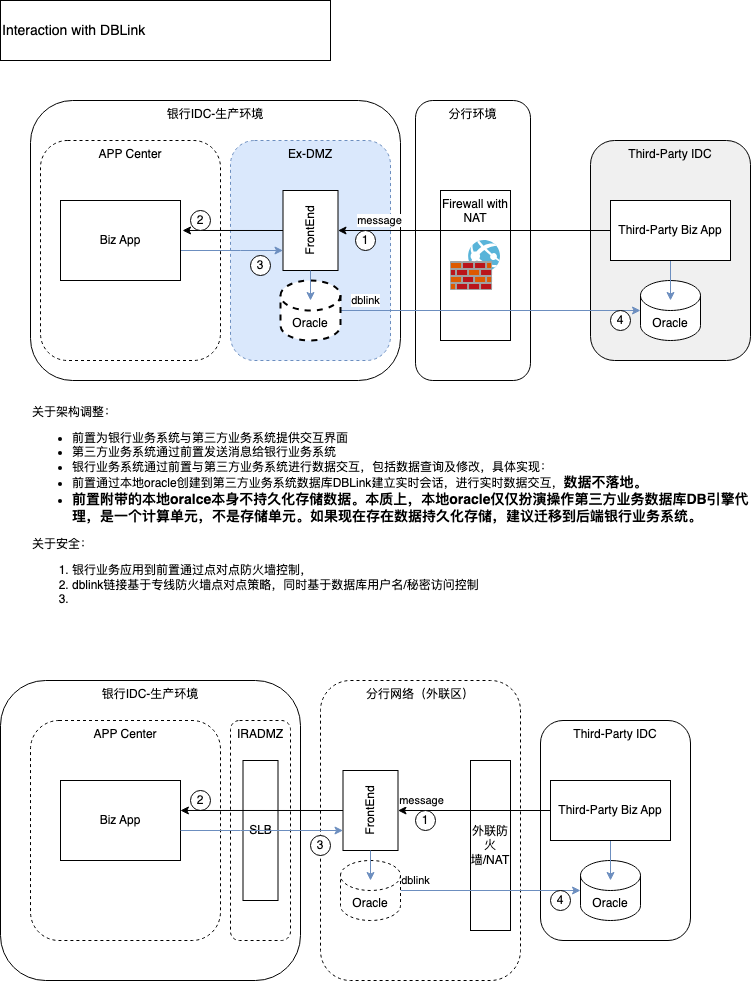 Interaction with DBLink
银行IDC-生产环境
分行环境
APP Center
Ex-DMZ
Third-Party IDC
Biz App
FrontEnd
Firewall with
NAT
Third-Party Biz App
2
message
1
3
dblink
4
Oracle
Oracle
关于架构调整：
• 前置为银行业务系统与第三方业务系统提供交互界面
• 第三方业务系统通过前置发送消息给银行业务系统
• 银行业务系统通过前置与第三方业务系统进行数据交互，包括数据查询及修改，具体实现：
• 前置通过本地oracle创建到第三方业务系统数据库DBLink建立实时会话，进行实时数据交互，数据不落地。
• 前置附带的本地oralce本身不持久化存储数据。本质上，本地oracle仅仅扮演操作第三方业务数据库DB引擎代
理，是一个计算单元，不是存储单元。如果现在存在数据持久化存储，建议迁移到后端银行业务系统。
关于安全：
1. 银行业务应用到前置通过点对点防火墙控制，
2. dblink链接基于专线防火墙点对点策略，同时基于数据库用户名/秘密访问控制
3.
银行IDC-生产环境
分行网络（外联区）
APP Center
IRADMZ
Third-Party IDC
Biz App
SLB
FrontEnd
外联防
火
墙/NAT
Third-Party Biz App
2
message
1
3
dblink
4
Oracle
Oracle